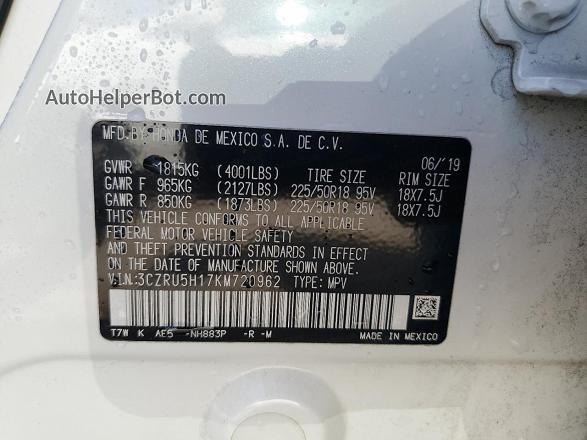 AutoHelperBot.com
MFD.BY HONDA DE MEXICO S.A. DE C.V.
06/'19
GVWR 1815KG (4001LBS) TIRE SIZE RIM SIZE
GAWR F 965KG (2127LBS) 225/50R18 95V 18X7.5J
GAWR R 850KG (1873LBS) 225/50R18 95V 18X7.5J
THIS VEHICLE CONFORMS TO ALL APPLICABLE
FEDERAL MOTOR VEHICLE SAFETY
AND THEFT PREVENTION STANDARDS IN EFFECT
ON THE DATE OF MANUFACTURE SHOWN ABOVE.
V.I.N.:3CZRU5H17KM720962 TYPE: MPV
T7W K AE5 -NH883P -R -M MADE IN MEXICO